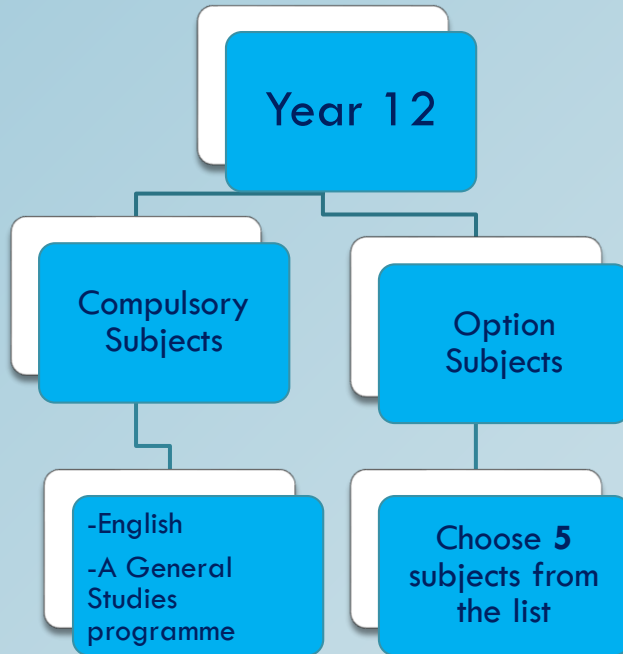 Year 12
Compulsory
Subjects
Option
Subjects
-English
-A General
Studies
programme
Choose 5
subjects from
the list